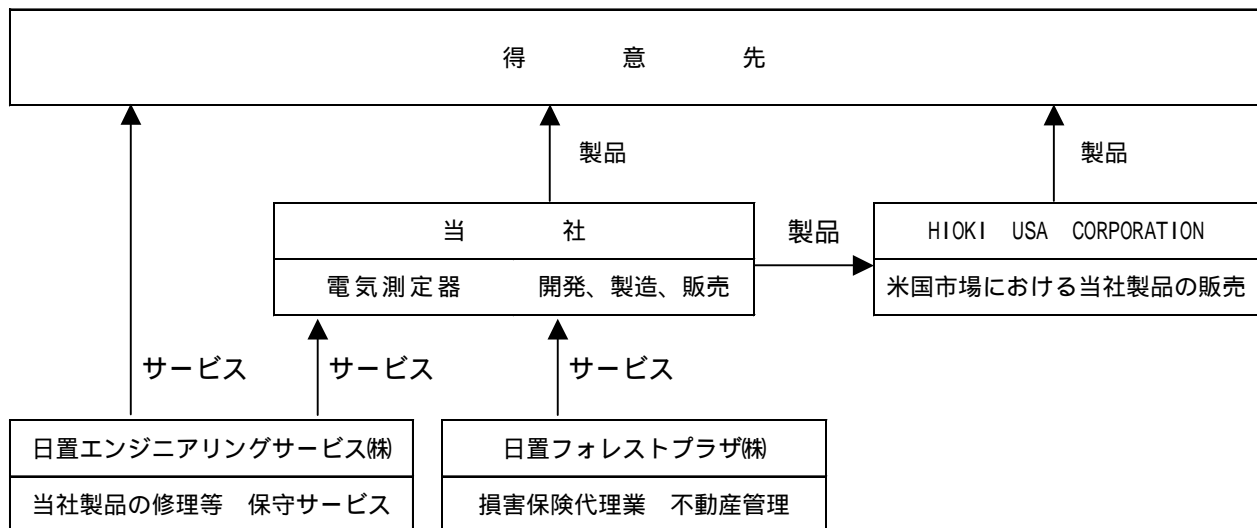 得 意 先
製品
製品
当 社
製品
HIOKI USA CORPORATION
電気測定器 開発、製造、販売
米国市場における当社製品の販売
サービス
サービス
サービス
日置エンジニアリングサービス㈱
日置フォレストプラザ㈱
当社製品の修理等 保守サービス
損害保険代理業 不動産管理